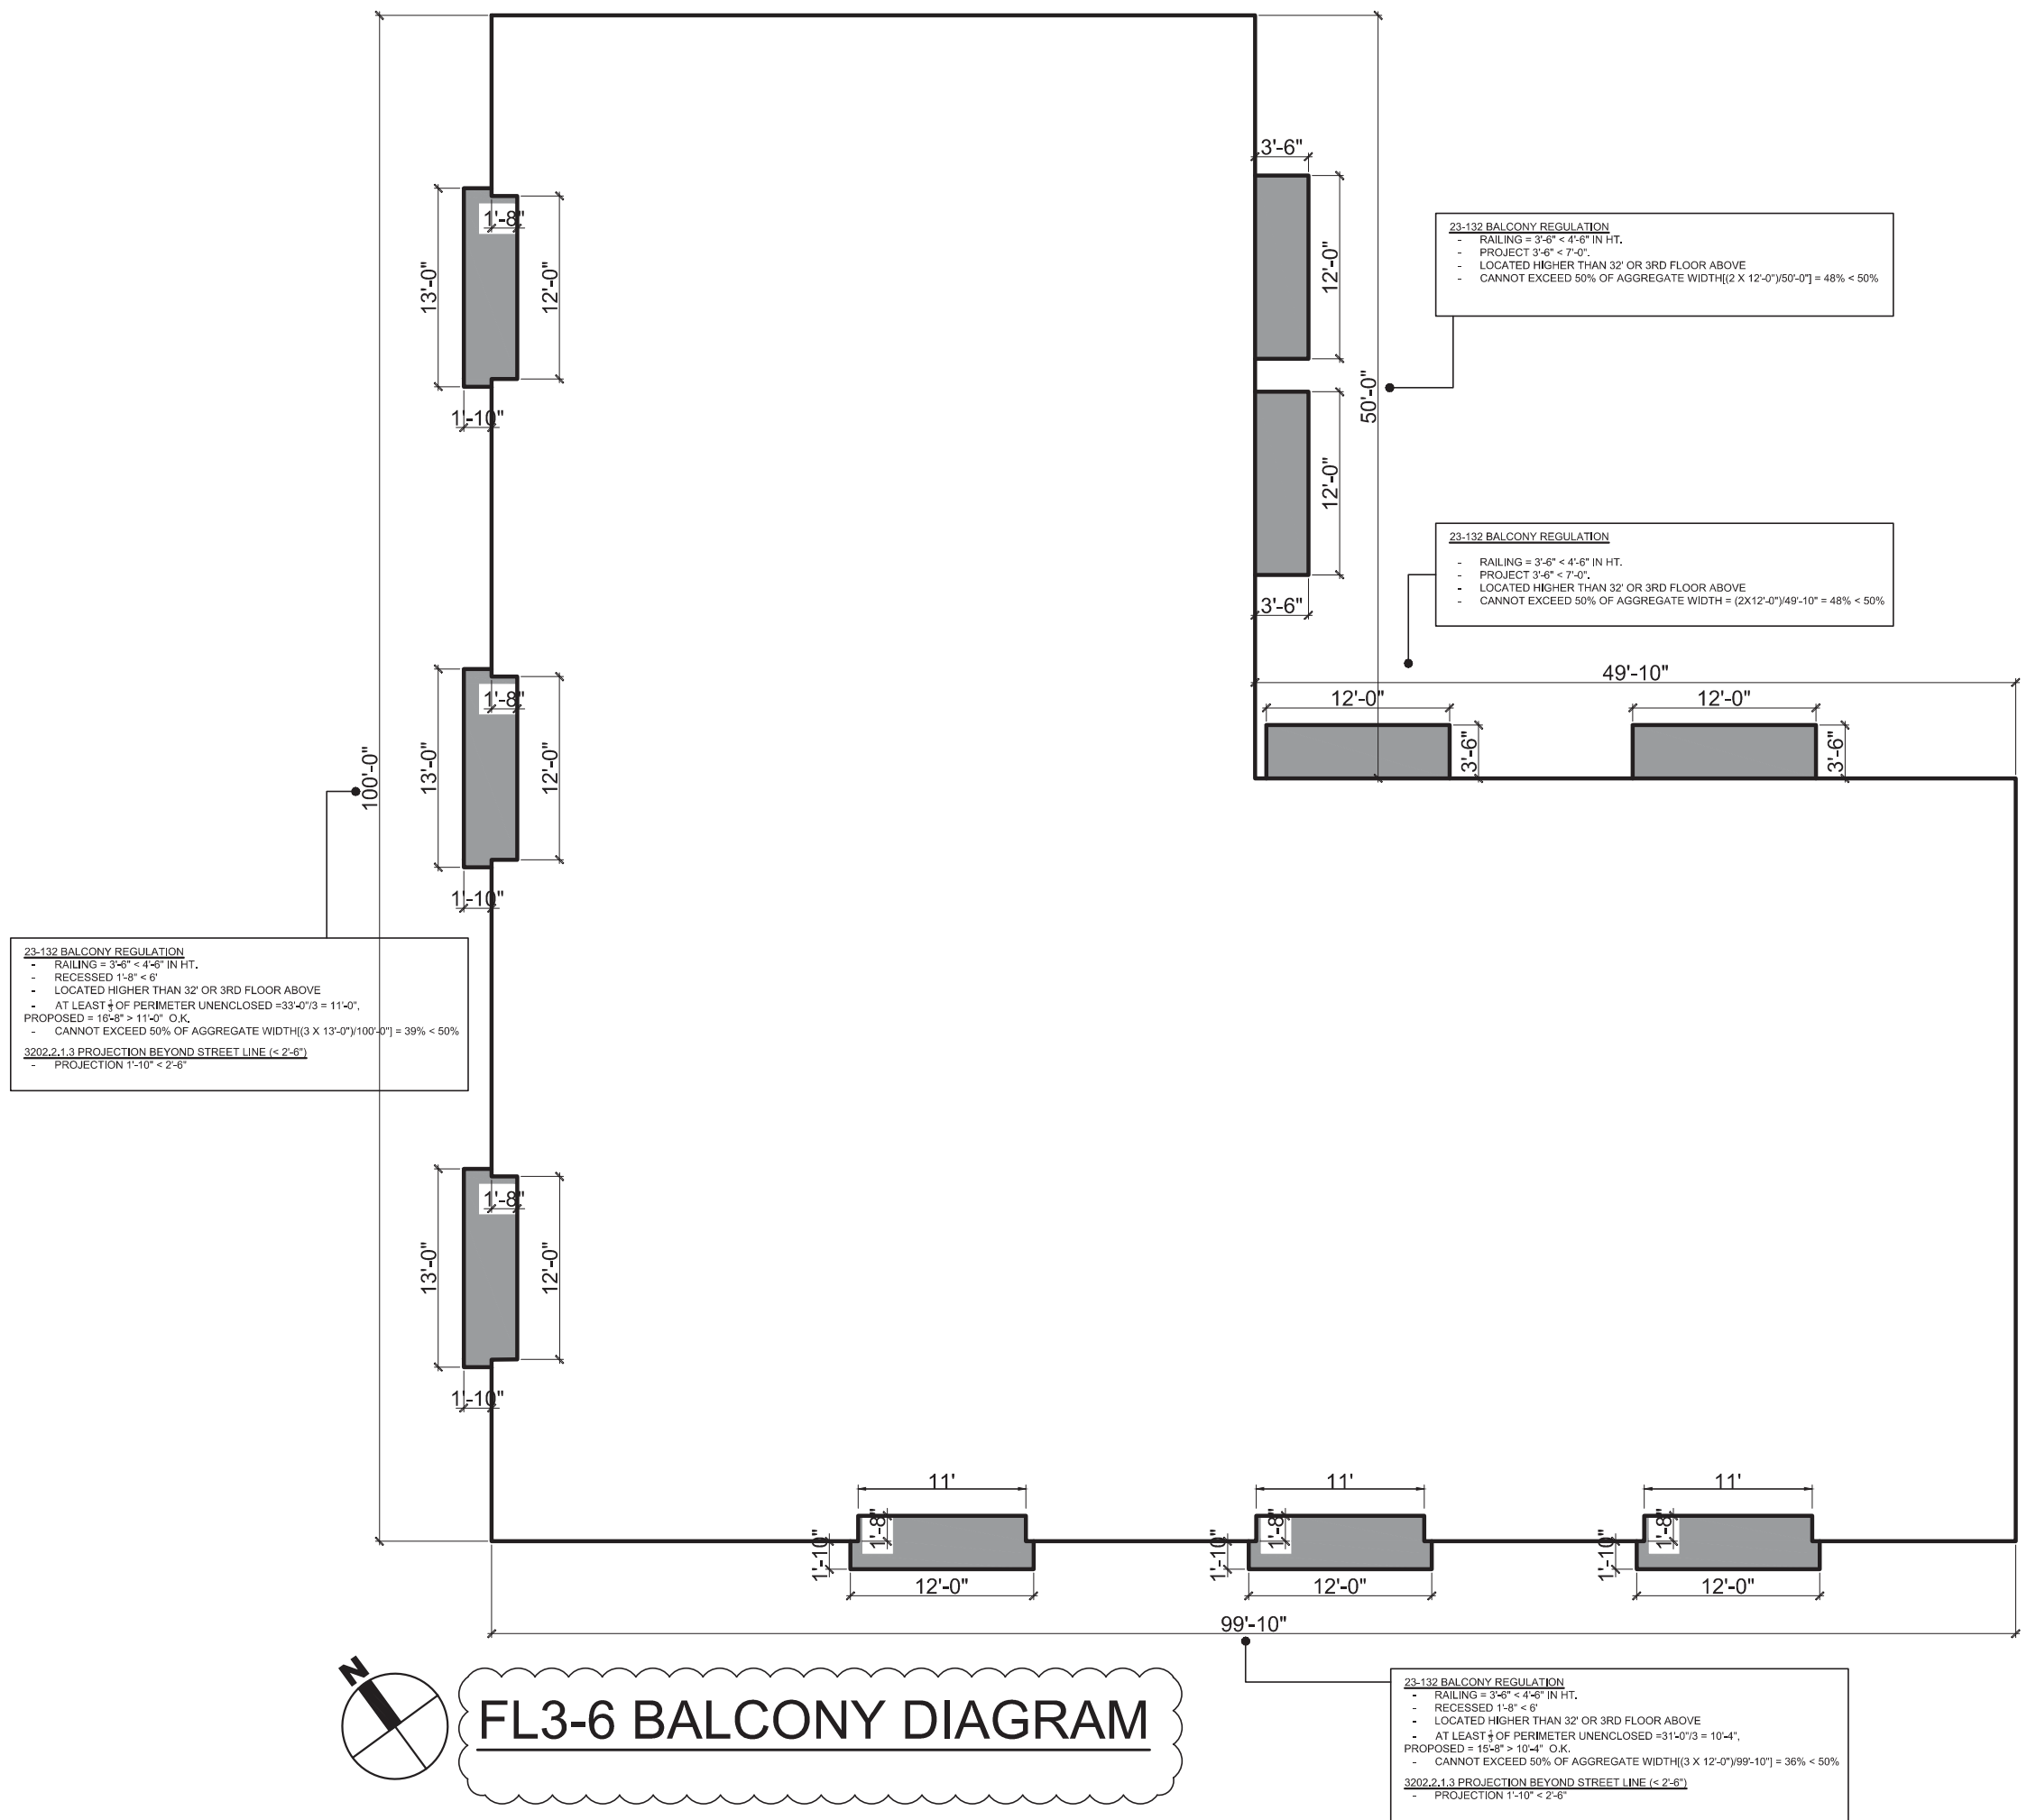 3'-6"
12'-0"
12'-0"
3'-6"
50'-0"
23-132 BALCONY REGULATION
- RAILING = 3'-6" < 4'-6" IN HT.
- PROJECT 3'-6" < 7'-0".
- LOCATED HIGHER THAN 32' OR 3RD FLOOR ABOVE
- CANNOT EXCEED 50% OF AGGREGATE WIDTH[(2 X 12'-0")/50'-0"] = 48% < 50%
23-132 BALCONY REGULATION
- RAILING = 3'-6" < 4'-6" IN HT.
- PROJECT 3'-6" < 7'-0".
- LOCATED HIGHER THAN 32' OR 3RD FLOOR ABOVE
- CANNOT EXCEED 50% OF AGGREGATE WIDTH = (2X12'-0")/49'-10" = 48% < 50%
49'-10"
12'-0"
3'-6"
12'-0"
3'-6"
13'-0"
1'-8"
12'-0"
1'-10"
100'-0"
13'-0"
1'-8"
12'-0"
1'-10"
23-132 BALCONY REGULATION
- RAILING = 3'-6" < 4'-6" IN HT.
- RECESSED 1'-8" < 6'
- LOCATED HIGHER THAN 32' OR 3RD FLOOR ABOVE
- AT LEAST 1/3 OF PERIMETER UNENCLOSED =33'-0"/3 = 11'-0",
PROPOSED = 16'-8" > 11'-0" O.K.
- CANNOT EXCEED 50% OF AGGREGATE WIDTH[(3 X 13'-0")/100'-0"] = 39% < 50%
3202.2.1.3 PROJECTION BEYOND STREET LINE (< 2'-6")
- PROJECTION 1'-10" < 2'-6"
13'-0"
1'-8"
12'-0"
1'-10"
11'
1'-8"
1'-10"
12'-0"
11'
1'-8"
1'-10"
12'-0"
11'
1'-8"
1'-10"
12'-0"
99'-10"
N
FL3-6 BALCONY DIAGRAM
23-132 BALCONY REGULATION
- RAILING = 3'-6" < 4'-6" IN HT.
- RECESSED 1'-8" < 6'
- LOCATED HIGHER THAN 32' OR 3RD FLOOR ABOVE
- AT LEAST 1/3 OF PERIMETER UNENCLOSED =31'-0"/3 = 10'-4",
PROPOSED = 15'-8" > 10'-4" O.K.
- CANNOT EXCEED 50% OF AGGREGATE WIDTH[(3 X 12'-0")/99'-10"] = 36% < 50%
3202.2.1.3 PROJECTION BEYOND STREET LINE (< 2'-6")
- PROJECTION 1'-10" < 2'-6"